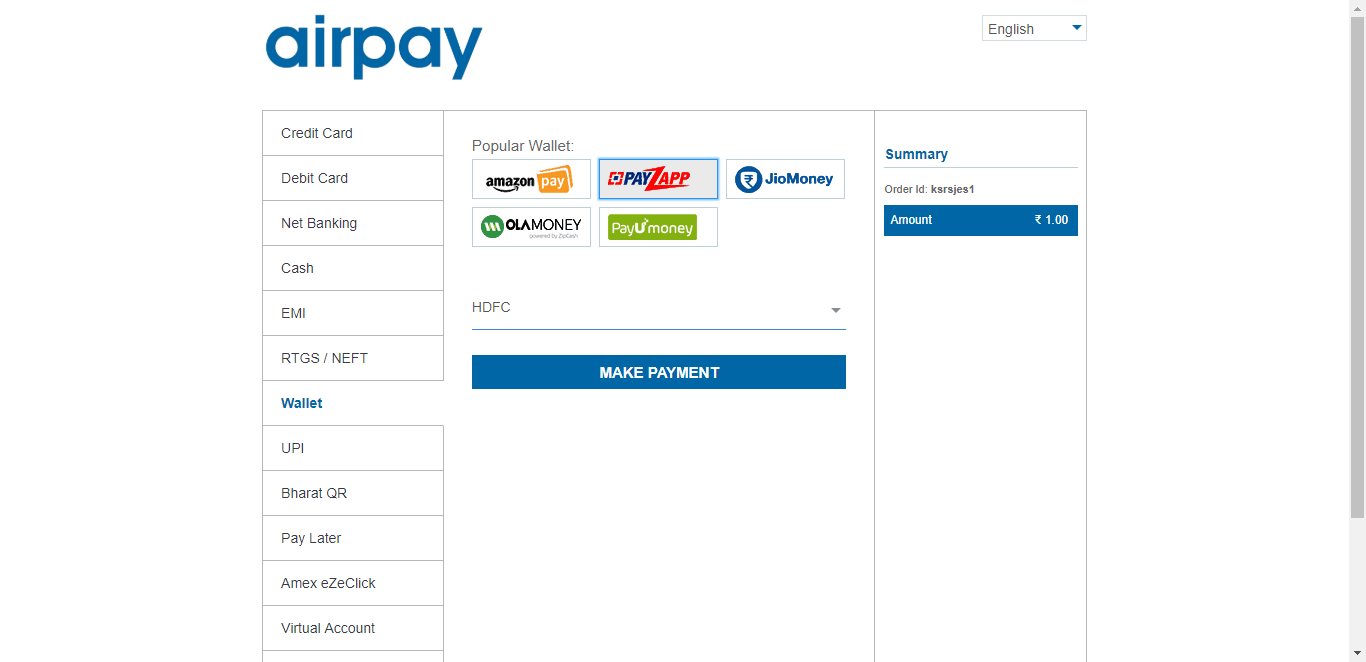 airpay
English
Credit Card
Debit Card
Net Banking
Cash
EMI
RTGS / NEFT
Wallet
UPI
Bharat QR
Pay Later
Amex eZeClick
Virtual Account
Popular Wallet:
amazon pay
PAYZAPP
JioMoney
OLAMONEY
powered by ZipCash
PayUmoney
HDFC
MAKE PAYMENT
Summary
Order Id: ksrsjes1
Amount ₹ 1.00